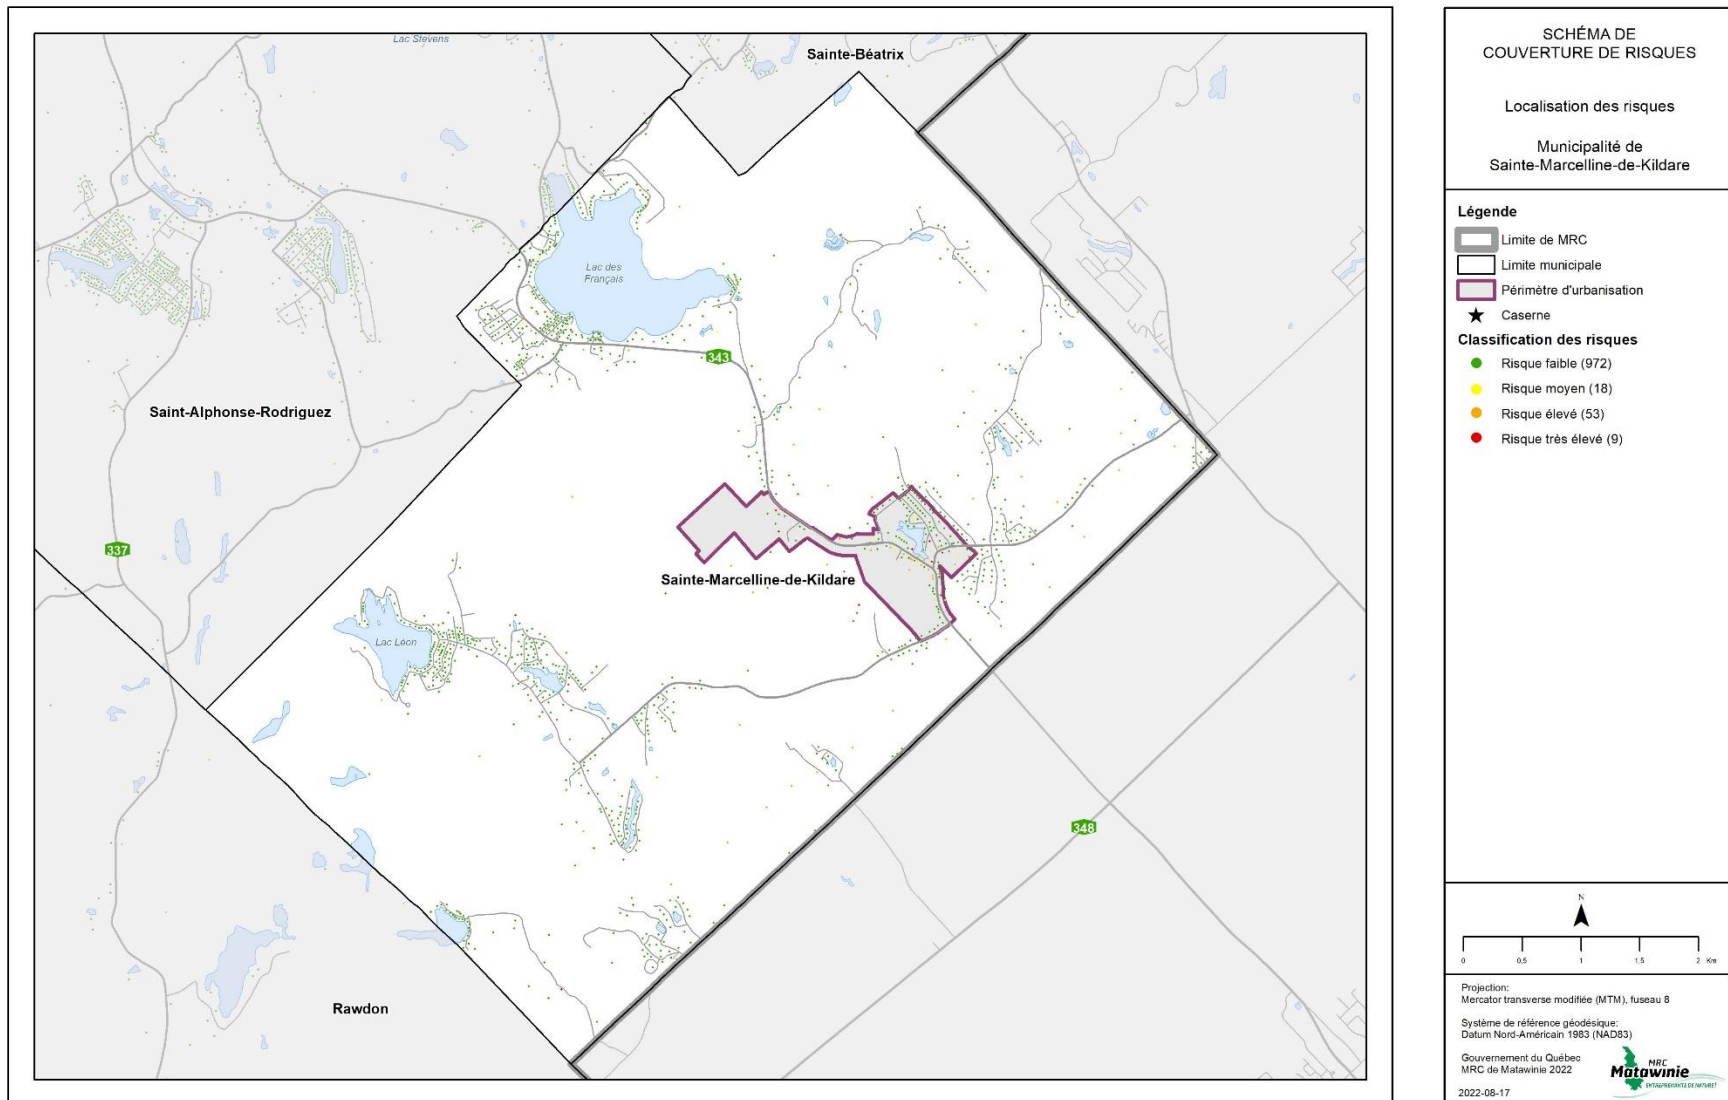 Lac Stevens
Sainte-Béatrix
Lac des
Français
343
Saint-Alphonse-Rodriguez
337
Sainte-Marcelline-de-Kildare
Lac Léon
348
Rawdon
SCHÉMA DE
COUVERTURE DE RISQUES
Localisation des risques
Municipalité de
Sainte-Marcelline-de-Kildare
Légende
Limite de MRC
Limite municipale
Périmètre d'urbanisation
Caserne
Classification des risques
Risque faible (972)
Risque moyen (18)
Risque élevé (53)
Risque très élevé (9)
N
0 0,5 1 1,5 2 Km
Projection:
Mercator transverse modifiée (MTM), fuseau 8
Système de référence géodésique:
Datum Nord-Américain 1983 (NAD83)
Gouvernement du Québec
MRC de Matawinie 2022
2022-08-17
MRC
Matawinie
ENTREPRENANTE DE NATURE!